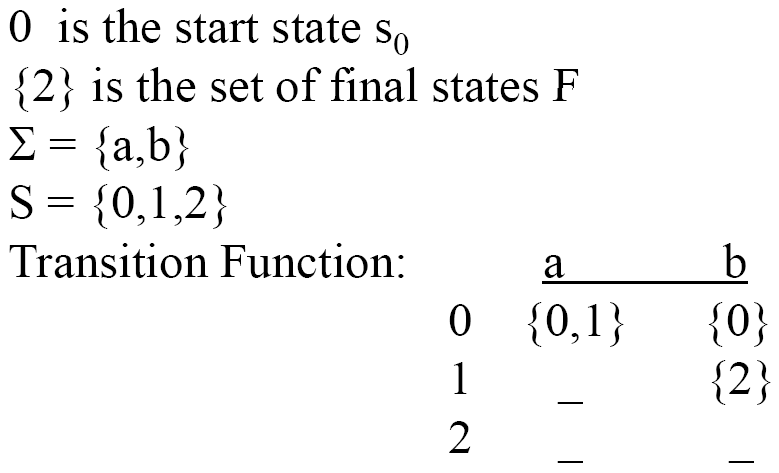 0 is the start state s₀
{2} is the set of final states F
Σ = {a,b}
S = {0,1,2}
Transition Function: a b
0 {0,1} {0}
1 _ {2}
2 _ _